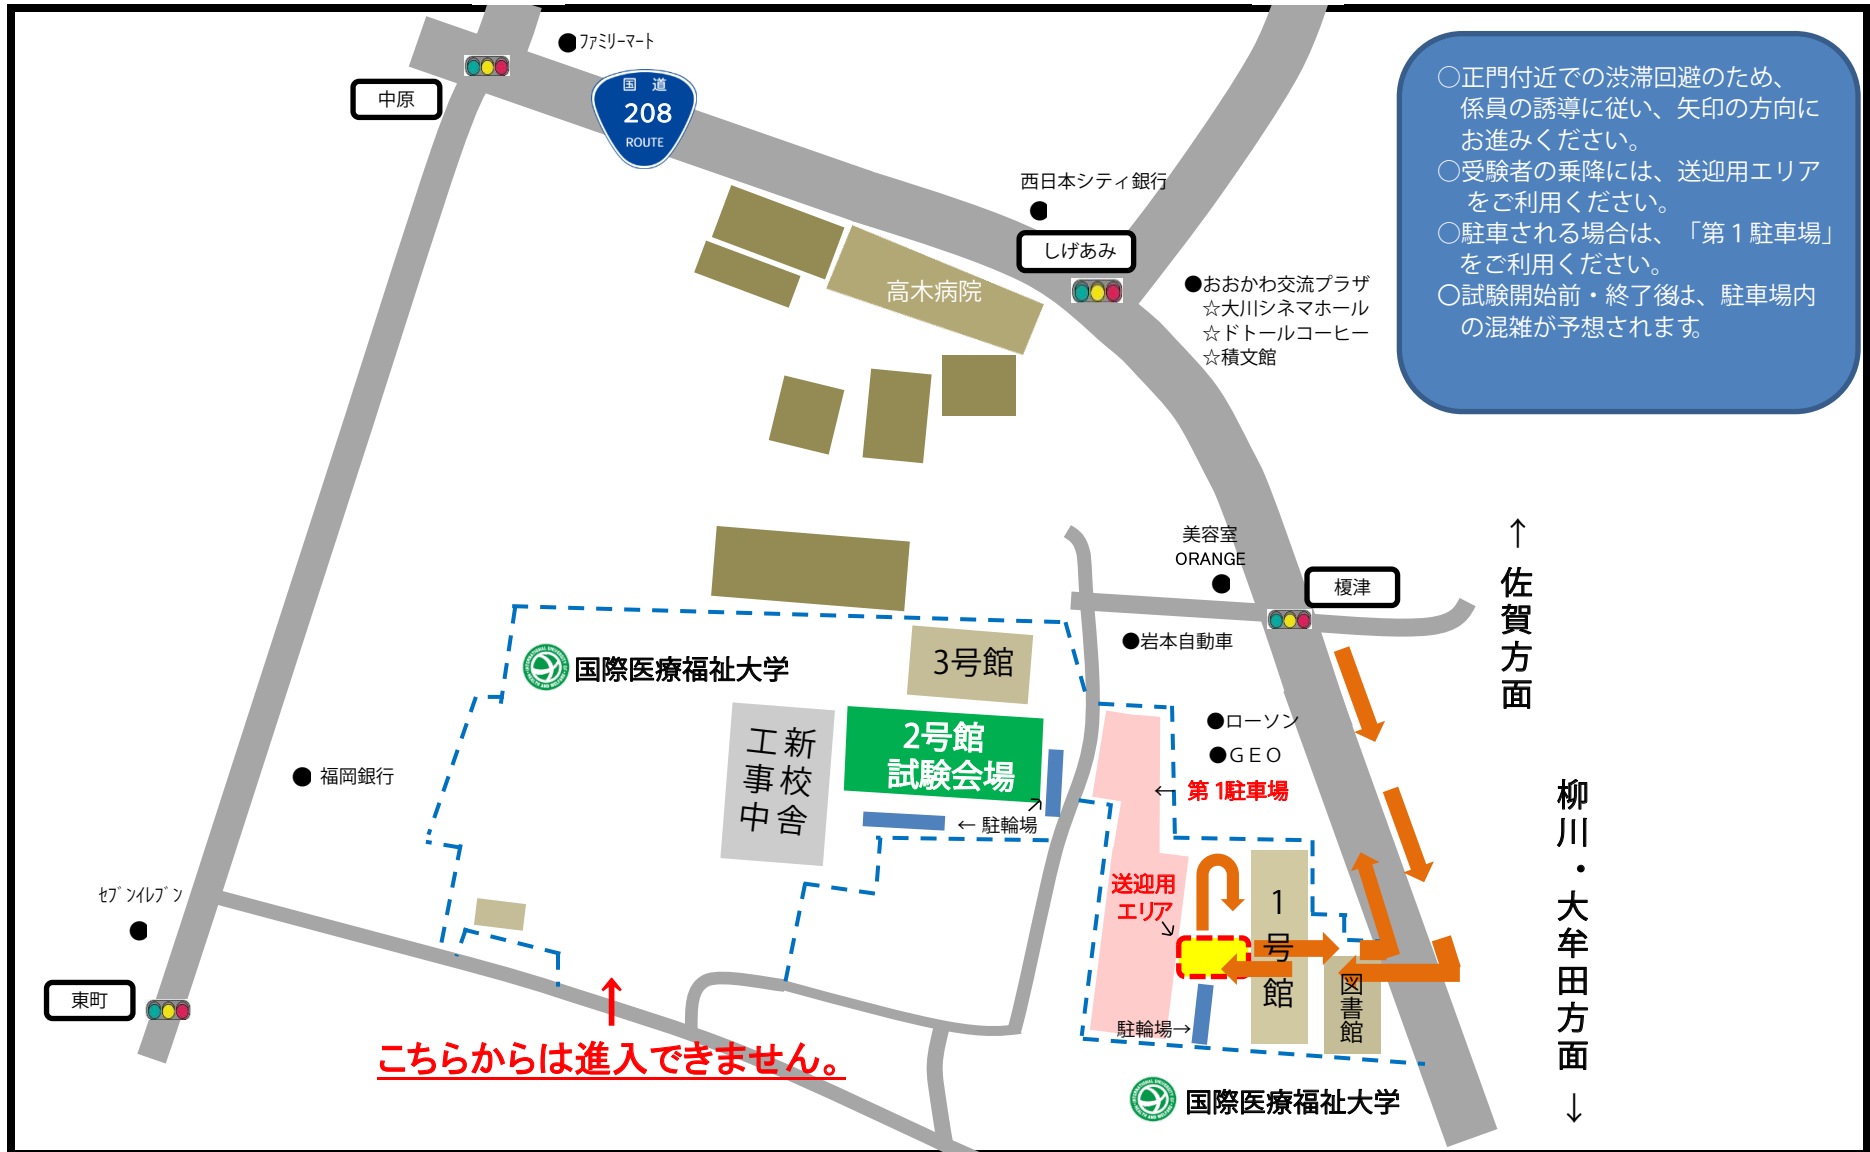 ファミリーマート
中原
国 道
208
ROUTE
○正門付近での渋滞回避のため、
係員の誘導に従い、矢印の方向に
お進みください。
○受験者の乗降には、送迎用エリア
をご利用ください。
○駐車される場合は、「第１駐車場」
をご利用ください。
○試験開始前・終了後は、駐車場内
の混雑が予想されます。
西日本シティ銀行
しげあみ
高木病院
●おおかわ交流プラザ
☆大川シネマホール
☆ドトールコーヒー
☆積文館
美容室
ORANGE
榎津
↑佐賀方面
●岩本自動車
国際医療福祉大学
3号館
新校舎
工事中
2号館
試験会場
●ローソン
●ＧＥＯ
← 第1駐車場
福岡銀行
← 駐輪場
柳川・大牟田方面↓
セブンイレブン
送迎用
エリア
1号館
図書館
東町
駐輪場→
こちらからは進入できません。
国際医療福祉大学